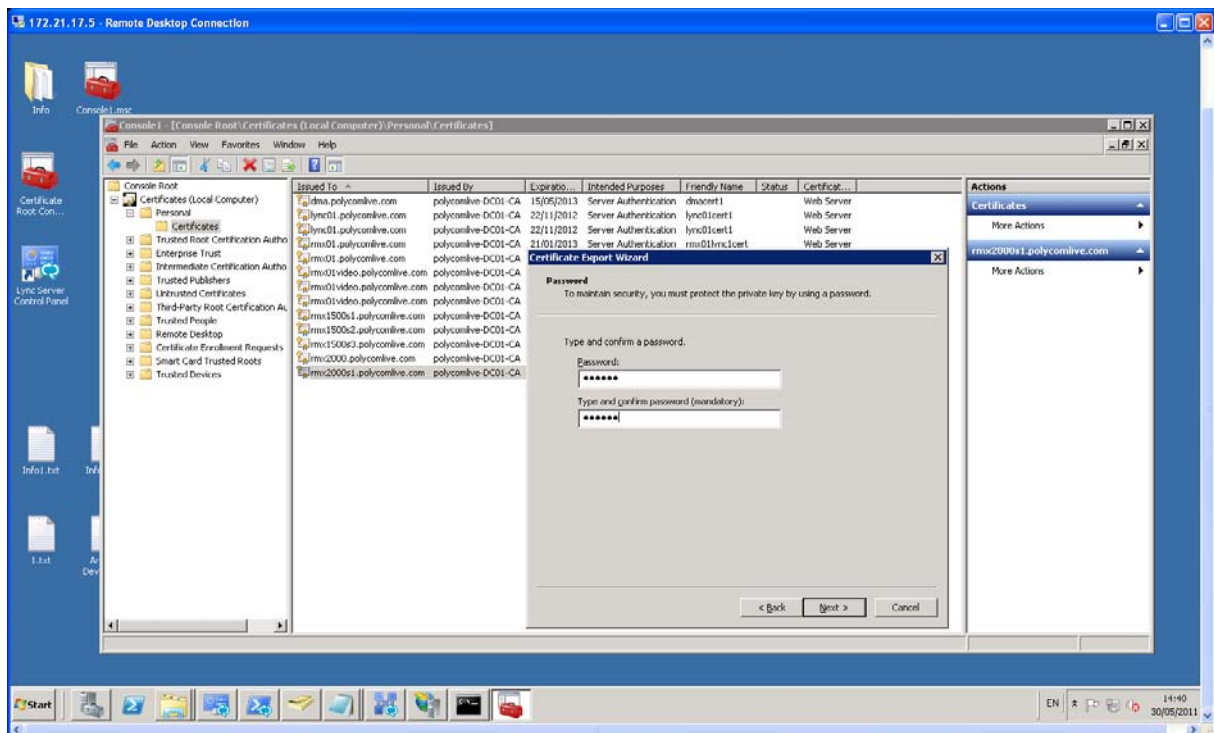 172.21.17.5 - Remote Desktop Connection
Info
Console1.msc
Certificate
Root Con...
Lync Server
Control Panel
Info1.txt
Info
1.txt
Dev
Console1 - [Console Root\Certificates (Local Computer)\Personal\Certificates]
File Action View Favorites Window Help
Console Root
Certificates (Local Computer)
Personal
Certificates
Trusted Root Certification Autho
Enterprise Trust
Intermediate Certification Autho
Trusted Publishers
Untrusted Certificates
Third-Party Root Certification Au
Trusted People
Remote Desktop
Certificate Enrollment Requests
Smart Card Trusted Roots
Trusted Devices
Issued To Issued By Expiratio... Intended Purposes Friendly Name Status Certificat...
dma.polycomlive.com polycomlive-DC01-CA 15/05/2013 Server Authentication dmacert1 Web Server
lync01.polycomlive.com polycomlive-DC01-CA 22/11/2012 Server Authentication lync01cert1 Web Server
lync01.polycomlive.com polycomlive-DC01-CA 22/11/2012 Server Authentication lync01cert1 Web Server
rmx01.polycomlive.com polycomlive-DC01-CA 21/01/2013 Server Authentication rmx01lync1cert Web Server
rmx01.polycomlive.com polycomlive-DC01-CA
rmx01video.polycomlive.com polycomlive-DC01-CA
rmx01video.polycomlive.com polycomlive-DC01-CA
rmx01video.polycomlive.com polycomlive-DC01-CA
rmx1500s1.polycomlive.com polycomlive-DC01-CA
rmx1500s2.polycomlive.com polycomlive-DC01-CA
rmx1500s3.polycomlive.com polycomlive-DC01-CA
rmx2000.polycomlive.com polycomlive-DC01-CA
rmx2000s1.polycomlive.com polycomlive-DC01-CA
Certificate Export Wizard
Password
To maintain security, you must protect the private key by using a password.
Type and confirm a password.
Password:
••••••
Type and confirm password (mandatory):
••••••
< Back Next > Cancel
Actions
Certificates
More Actions
rmx2000s1.polycomlive.com
More Actions
Start
EN
14:40
30/05/2011